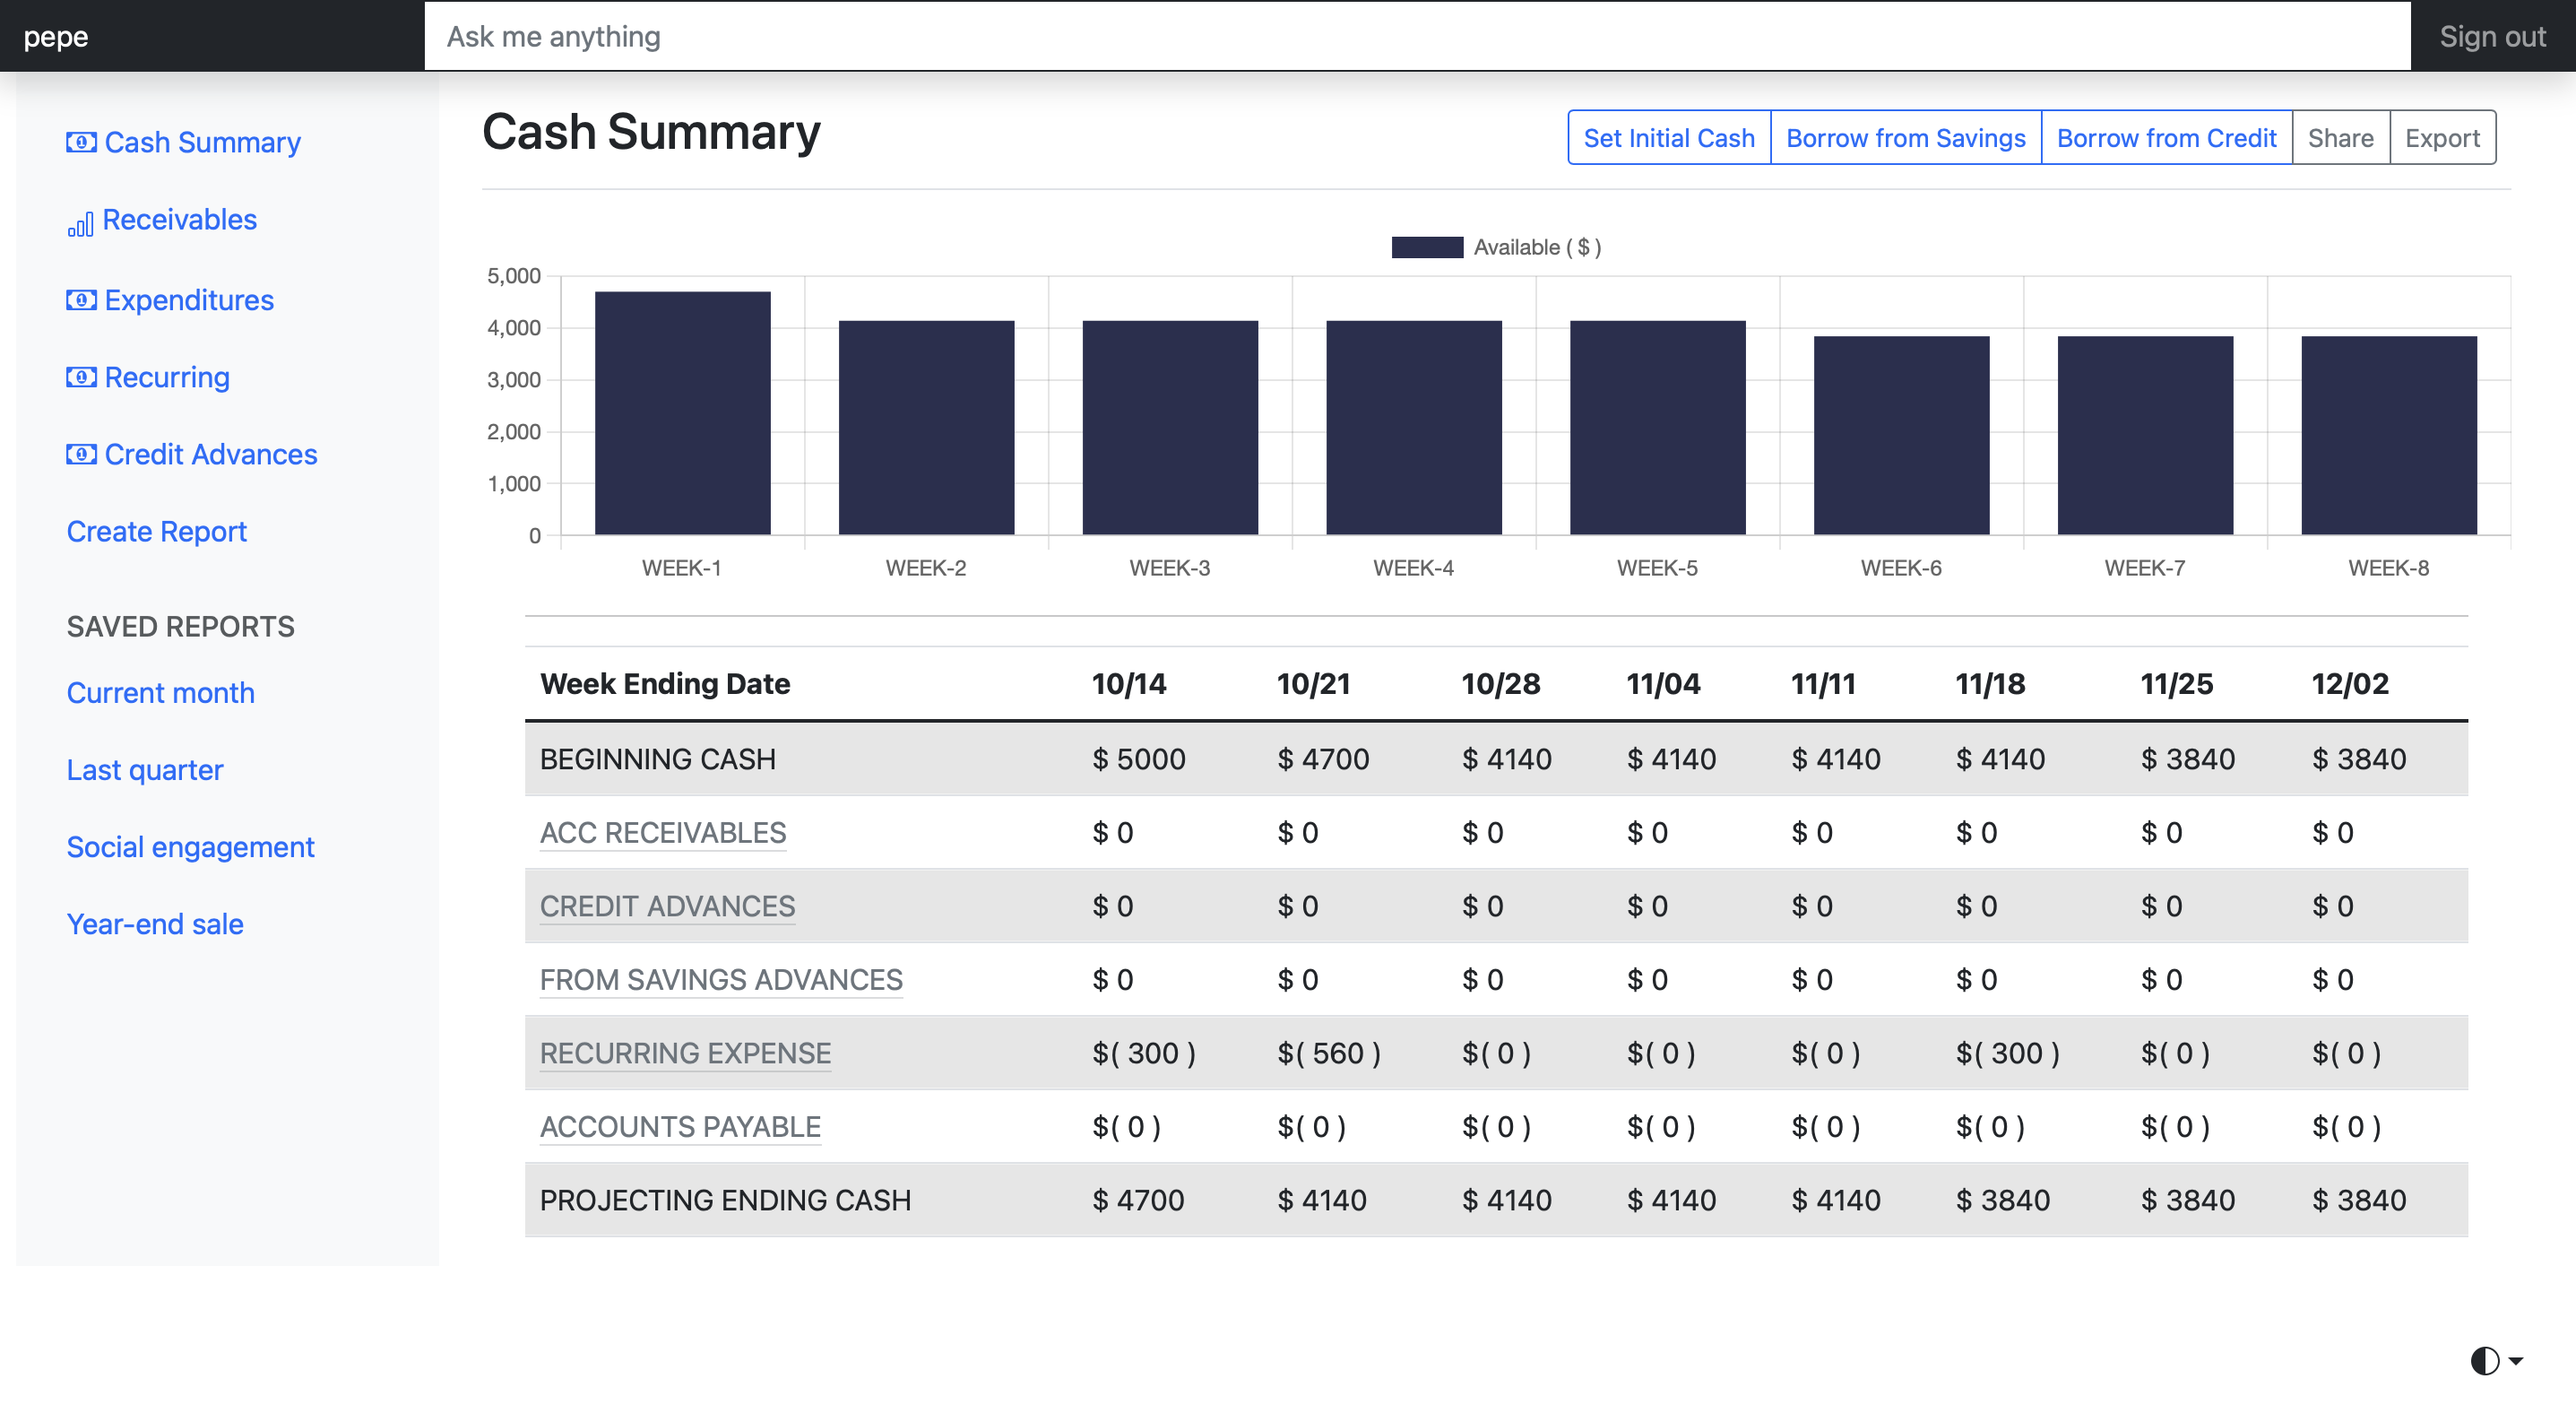 pepe
Ask me anything
Sign out
Cash Summary
Receivables
Expenditures
Recurring
Credit Advances
Create Report
SAVED REPORTS
Current month
Last quarter
Social engagement
Year-end sale
Cash Summary
Set Initial Cash Borrow from Savings Borrow from Credit Share Export
Available ( $ )
5,000
4,000
3,000
2,000
1,000
0
WEEK-1 WEEK-2 WEEK-3 WEEK-4 WEEK-5 WEEK-6 WEEK-7 WEEK-8
Week Ending Date 10/14 10/21 10/28 11/04 11/11 11/18 11/25 12/02
BEGINNING CASH $ 5000 $ 4700 $ 4140 $ 4140 $ 4140 $ 4140 $ 3840 $ 3840
ACC RECEIVABLES $ 0 $ 0 $ 0 $ 0 $ 0 $ 0 $ 0 $ 0
CREDIT ADVANCES $ 0 $ 0 $ 0 $ 0 $ 0 $ 0 $ 0 $ 0
FROM SAVINGS ADVANCES $ 0 $ 0 $ 0 $ 0 $ 0 $ 0 $ 0 $ 0
RECURRING EXPENSE $( 300 ) $( 560 ) $( 0 ) $( 0 ) $( 0 ) $( 300 ) $( 0 ) $( 0 )
ACCOUNTS PAYABLE $( 0 ) $( 0 ) $( 0 ) $( 0 ) $( 0 ) $( 0 ) $( 0 ) $( 0 )
PROJECTING ENDING CASH $ 4700 $ 4140 $ 4140 $ 4140 $ 4140 $ 3840 $ 3840 $ 3840